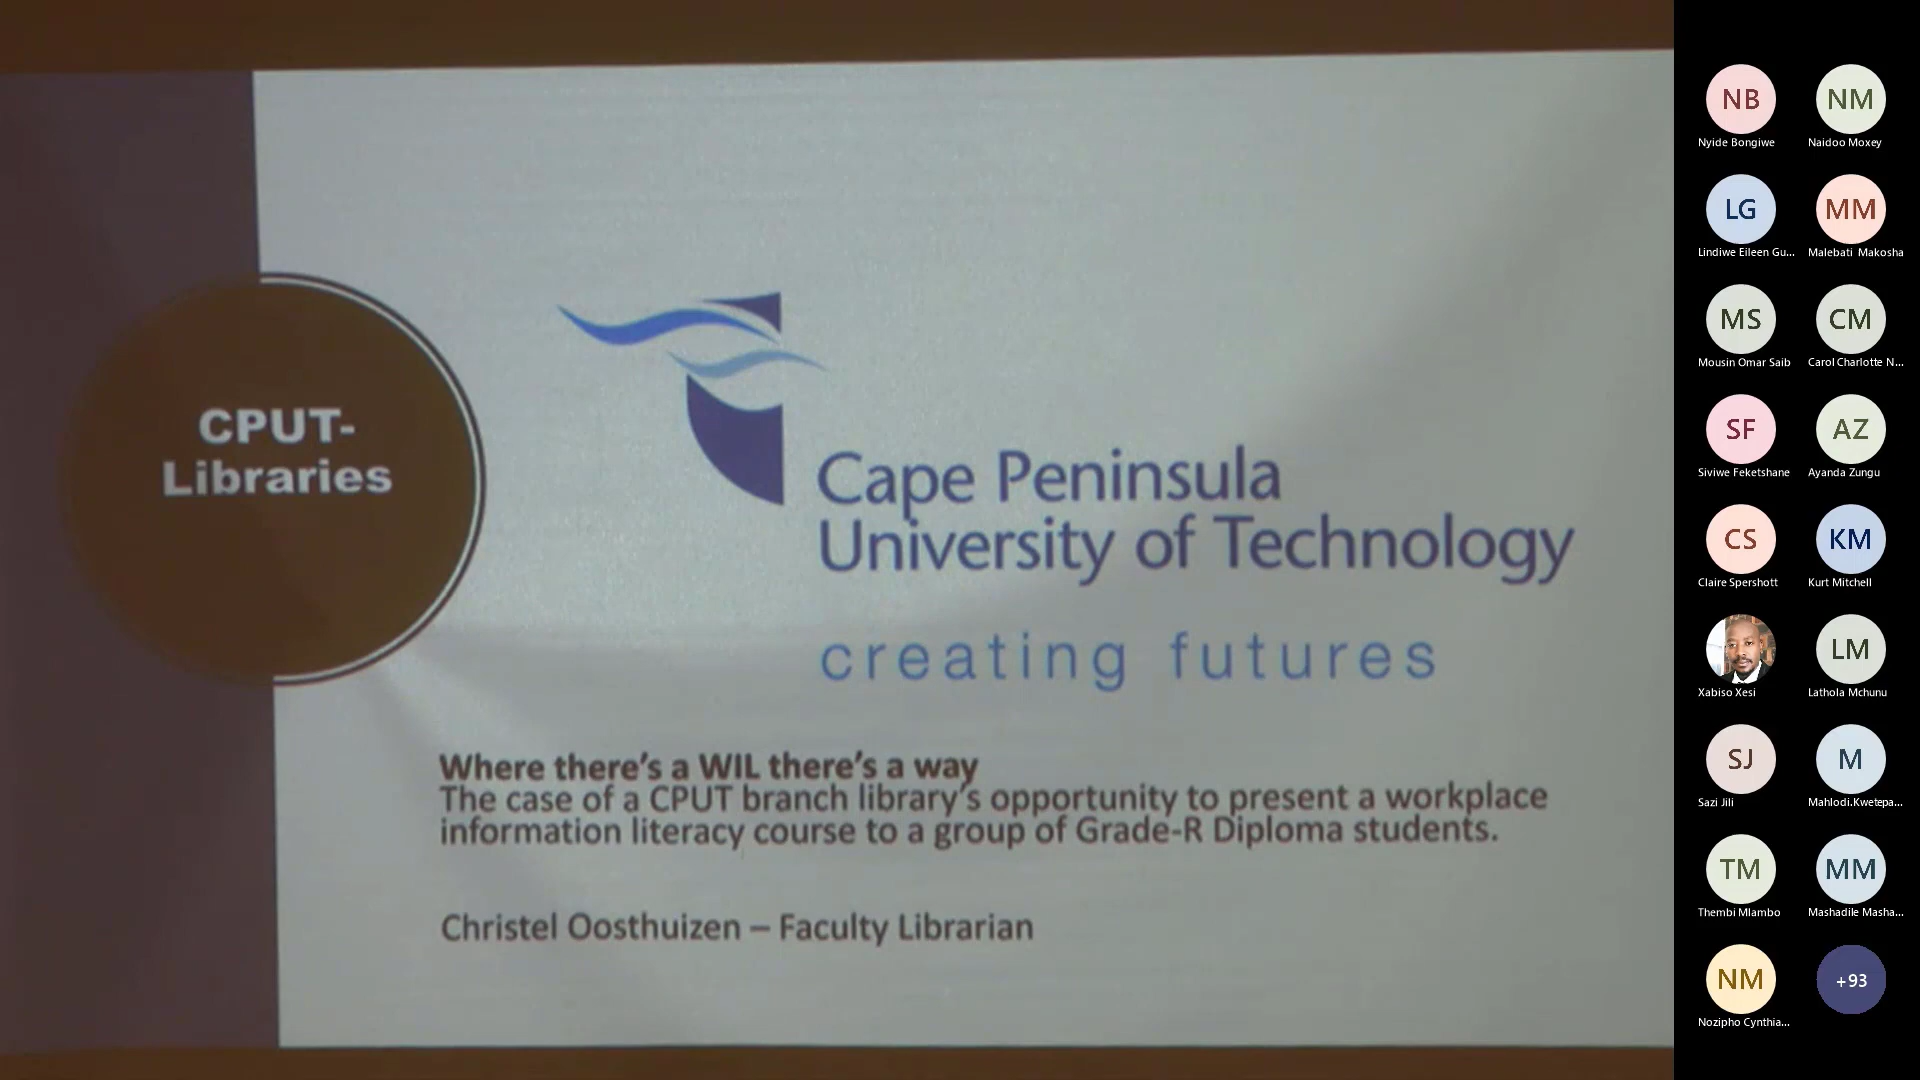 CPUT-
Libraries
Cape Peninsula
University of Technology
creating futures
Where there's a WIL there's a way
The case of a CPUT branch library's opportunity to present a workplace
information literacy course to a group of Grade-R Diploma students.
Christel Oosthuizen – Faculty Librarian
NB
Nyide Bongiwe
NM
Naidoo Moxey
LG
Lindiwe Eileen Gu...
MM
Malebati Makosha
MS
Mousin Omar Saib
CM
Carol Charlotte N...
SF
Siviwe Feketshane
AZ
Ayanda Zungu
CS
Claire Spershott
KM
Kurt Mitchell
Xabiso Xesi
LM
Lathola Mchunu
SJ
Sazi Jili
M
Mahlodi.Kwetepa...
TM
Thembi Mlambo
MM
Mashadile Masha...
NM
Nozipho Cynthia...
+93